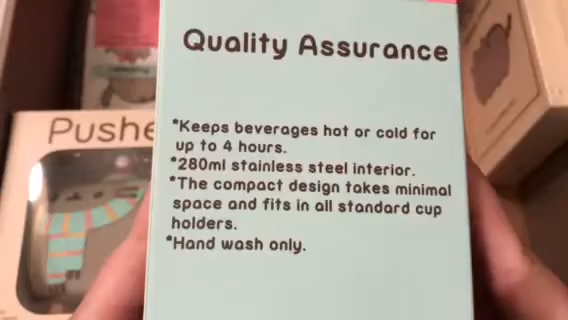 Quality Assurance
Pushe
*Keeps beverages hot or cold for
up to 4 hours.
*280ml stainless steel interior.
*The compact design takes minimal
space and fits in all standard cup
holders.
*Hand wash only.